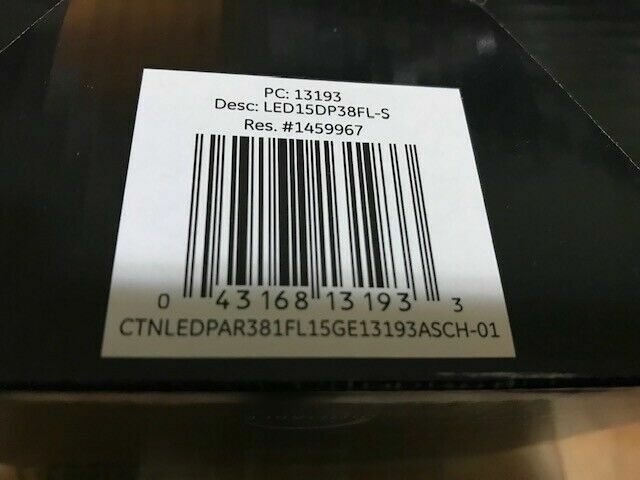 PC: 13193
Desc: LED15DP38FL-S
Res. #1459967
0 43168 13193 3
CTNLEDPAR381FL15GE13193ASCH-01